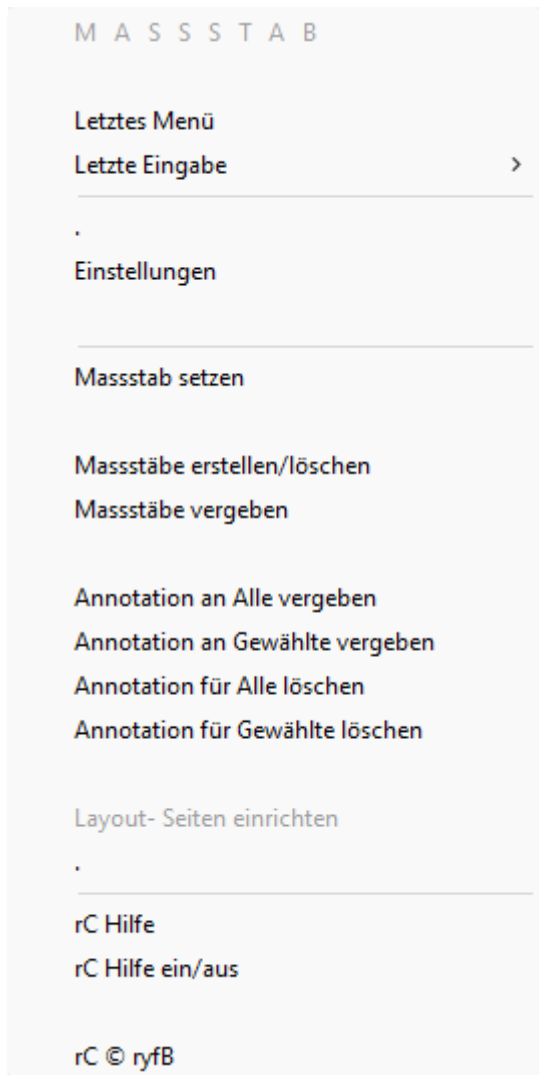 M A S S S T A B
Letztes Menü
Letzte Eingabe
.
Einstellungen
Massstab setzen
Massstäbe erstellen/löschen
Massstäbe vergeben
Annotation an Alle vergeben
Annotation an Gewählte vergeben
Annotation für Alle löschen
Annotation für Gewählte löschen
Layout- Seiten einrichten
.
rC Hilfe
rC Hilfe ein/aus
rC © ryfB